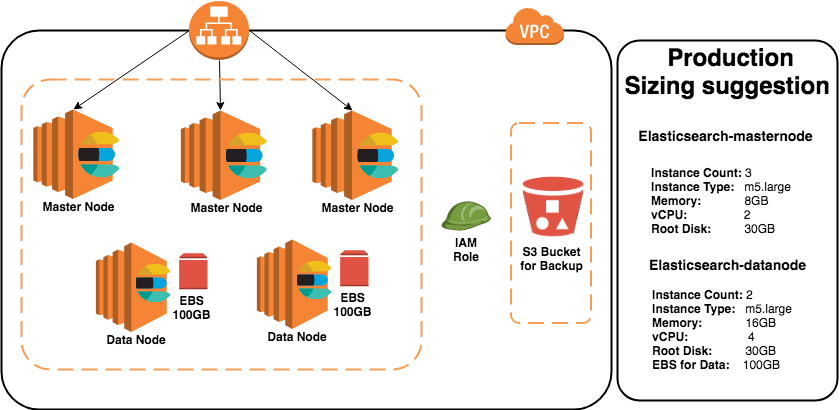 VPC
Master Node
Master Node
Master Node
EBS
100GB
Data Node
EBS
100GB
Data Node
IAM
Role
S3 Bucket
for Backup
Production
Sizing suggestion
Elasticsearch-masternode
Instance Count: 3
Instance Type: m5.large
Memory: 8GB
vCPU: 2
Root Disk: 30GB
Elasticsearch-datanode
Instance Count: 2
Instance Type: m5.large
Memory: 16GB
vCPU: 4
Root Disk: 30GB
EBS for Data: 100GB